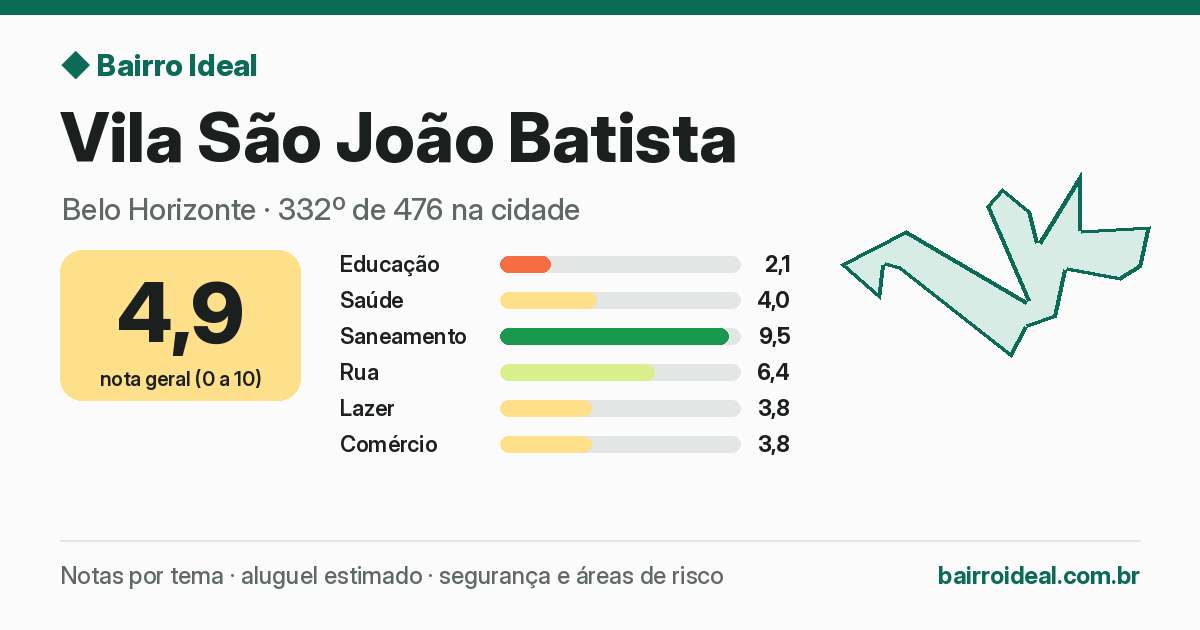 Bairro Ideal
Vila São João Batista
Belo Horizonte · 332º de 476 na cidade
4,9
nota geral (0 a 10)
Educação 2,1
Saúde 4,0
Saneamento 9,5
Rua 6,4
Lazer 3,8
Comércio 3,8
Notas por tema · aluguel estimado · segurança e áreas de risco
bairroideal.com.br